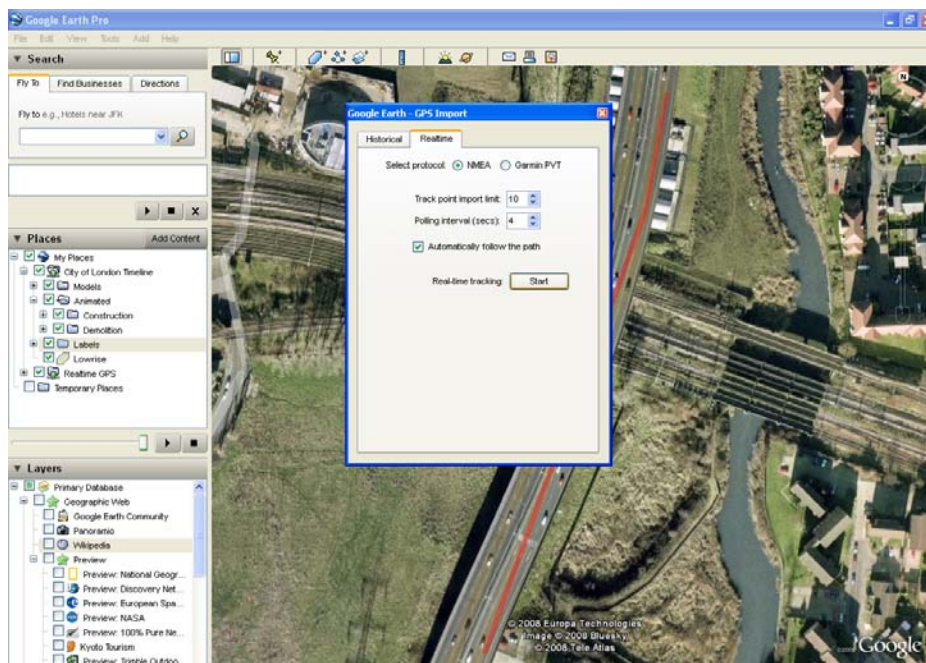 Google Earth Pro
File Edit View Tools Add Help
▼ Search
Fly To Find Businesses Directions
Fly to e.g., Hotels near JFK
▼ Places Add Content
My Places
City of London Timeline
Models
Animated
Construction
Demolition
Labels
Lowrise
Realtime GPS
Temporary Places
▼ Layers
Primary Database
Geographic Web
Google Earth Community
Panoramio
Wikipedia
Preview
Preview: National Geogr...
Preview: Discovery Net...
Preview: European Spa...
Preview: NASA
Preview: 100% Pure Ne...
Kyoto Tourism
Preview: Trimble Outdoo...
Google Earth - GPS Import
Historical Realtime
Select protocol: NMEA Garmin PVT
Track point import limit: 10
Polling interval (secs): 4
Automatically follow the path
Real-time tracking: Start
N
© 2008 Europa Technologies
Image © 2008 Bluesky
© 2008 Tele Atlas
Google